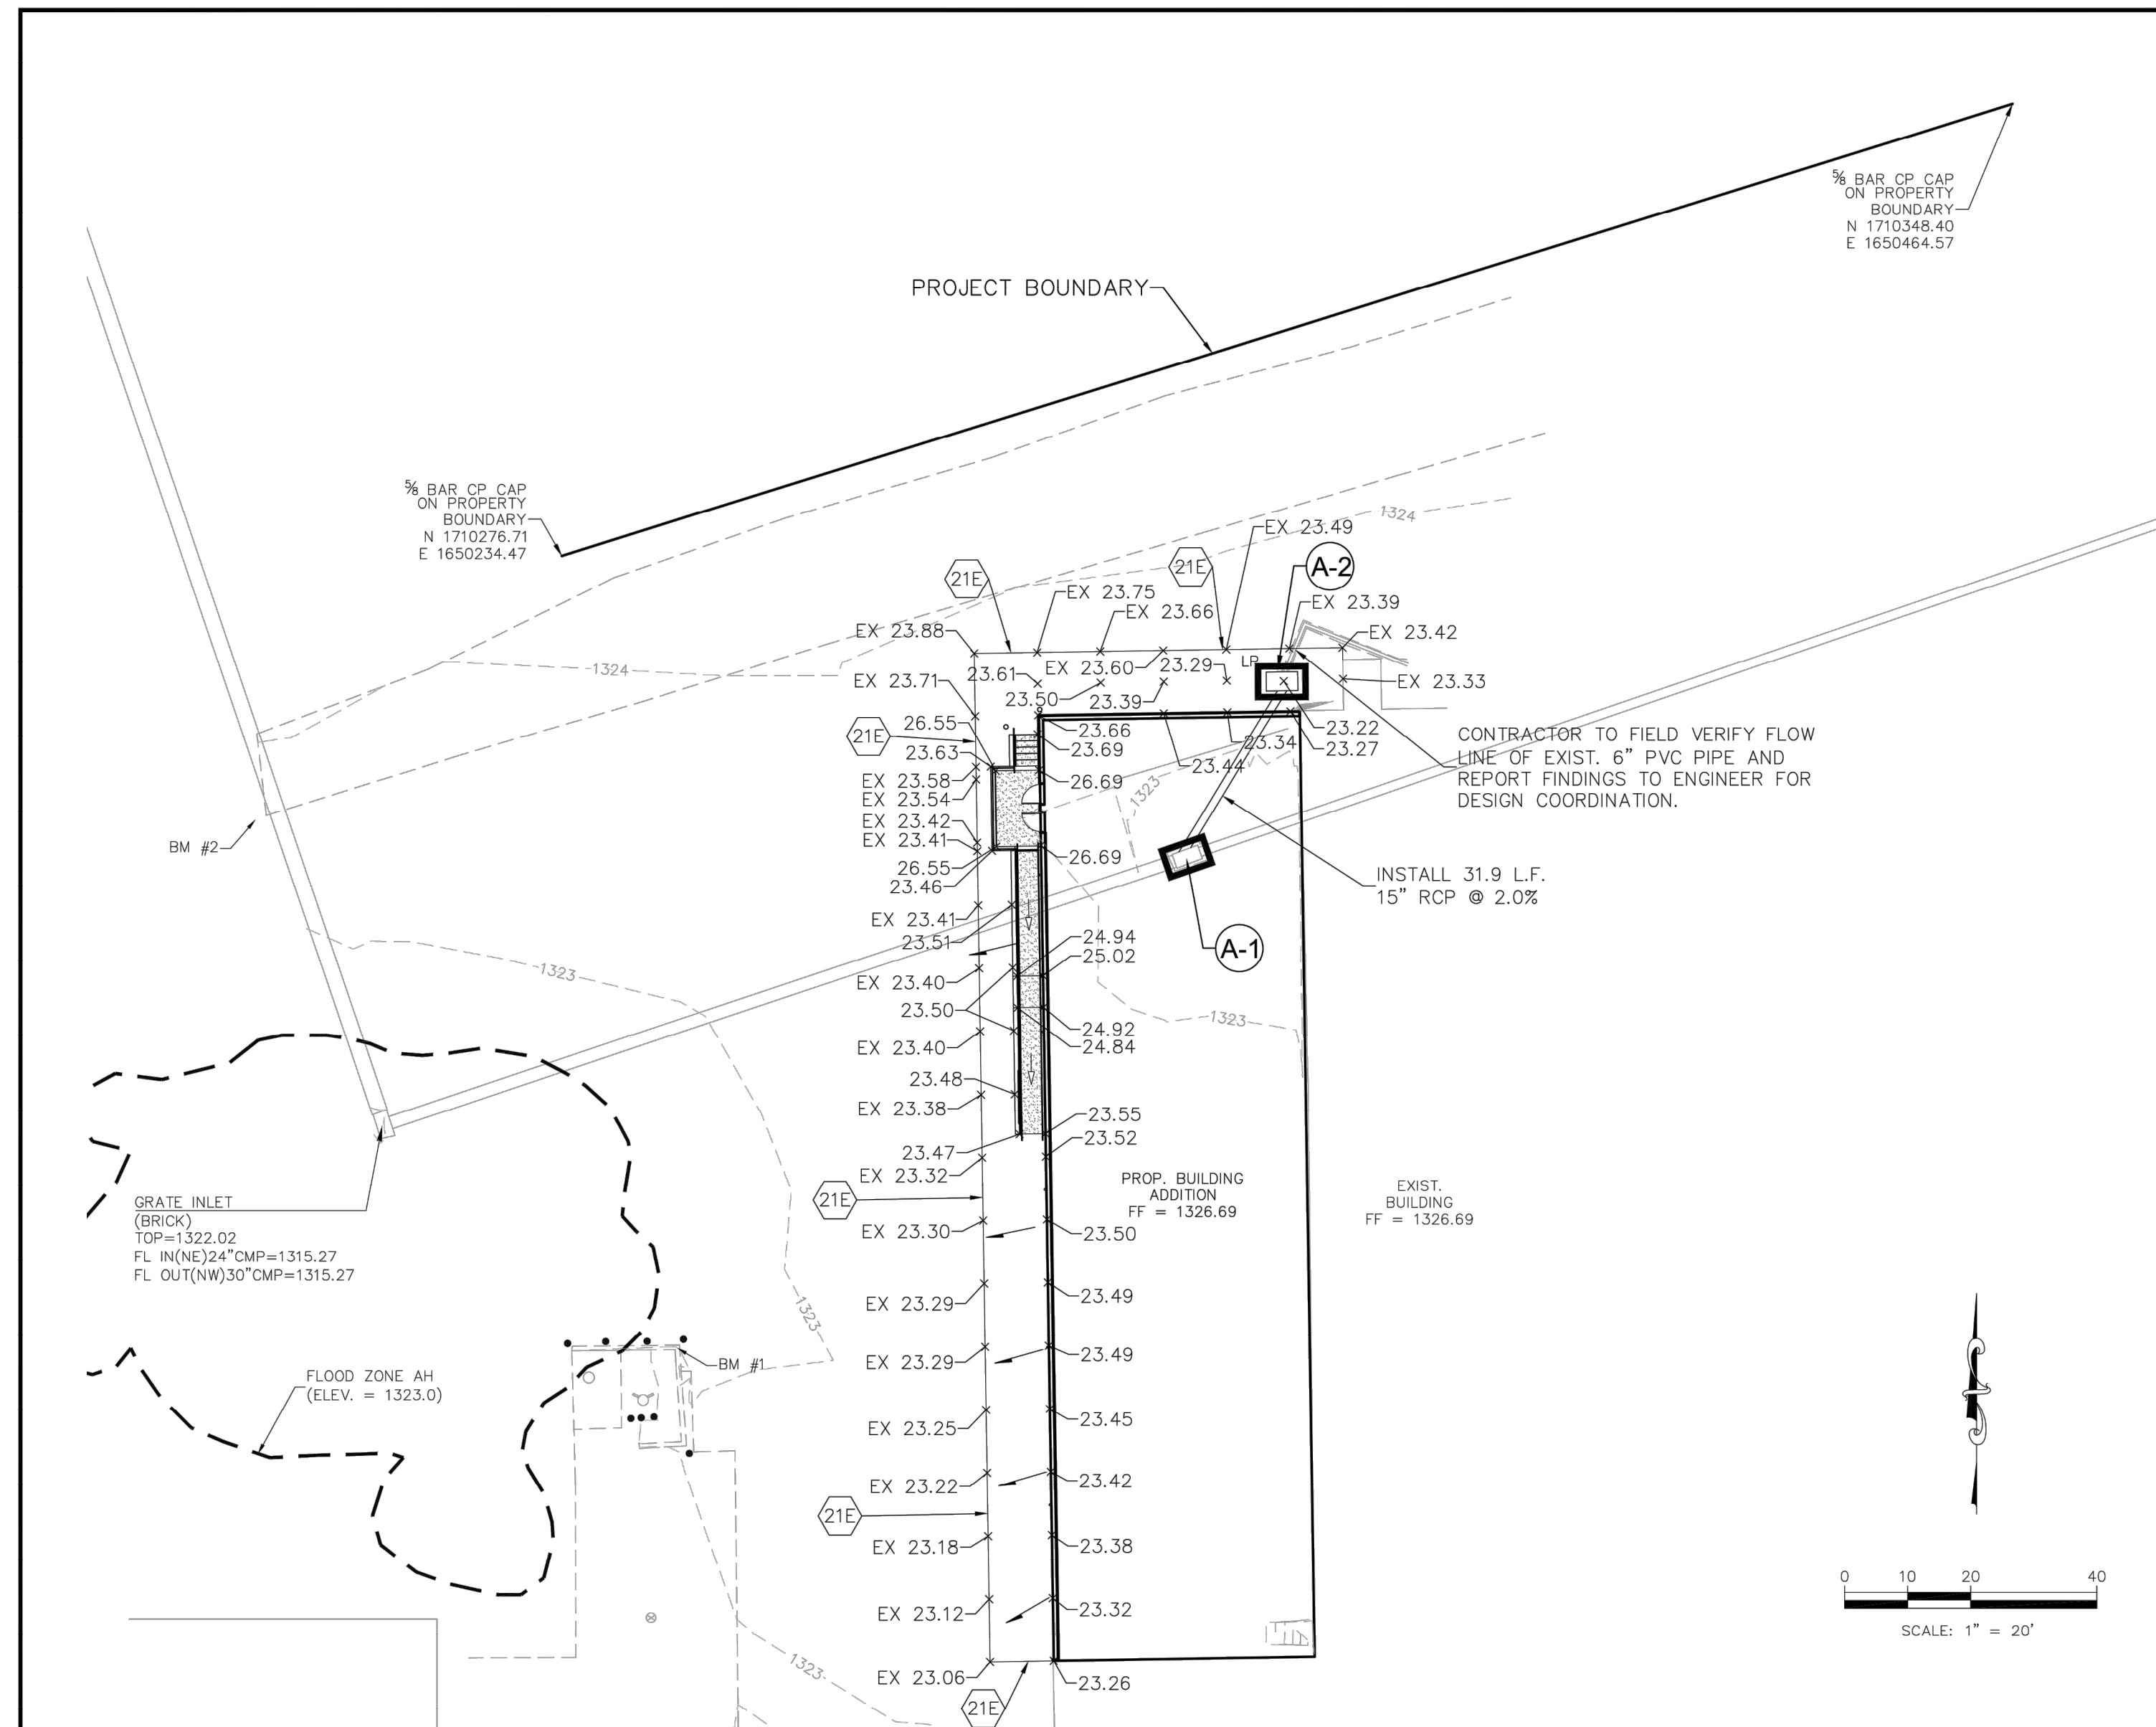 ⅝ BAR CP CAP
ON PROPERTY
BOUNDARY
N 1710348.40
E 1650464.57
PROJECT BOUNDARY
⅝ BAR CP CAP
ON PROPERTY
BOUNDARY
N 1710276.71
E 1650234.47
1324
EX 23.49
21E
21E
A-2
EX 23.75
EX 23.66
EX 23.39
EX 23.88
EX 23.42
1324
EX 23.60
23.29
LP
23.61
EX 23.71
23.50
23.39
EX 23.33
26.55
21E
23.66
23.22
23.63
23.69
23.34
23.27
23.44
CONTRACTOR TO FIELD VERIFY FLOW
LINE OF EXIST. 6" PVC PIPE AND
REPORT FINDINGS TO ENGINEER FOR
DESIGN COORDINATION.
EX 23.58
26.69
EX 23.54
1323
EX 23.42
EX 23.41
BM #2
26.69
26.55
23.46
INSTALL 31.9 L.F.
15" RCP @ 2.0%
EX 23.41
23.51
24.94
25.02
A-1
1323
EX 23.40
23.50
1323
24.92
24.84
EX 23.40
23.48
EX 23.38
23.55
23.52
23.47
EX 23.32
PROP. BUILDING
ADDITION
FF = 1326.69
EXIST.
BUILDING
FF = 1326.69
21E
GRATE INLET
(BRICK)
TOP=1322.02
FL IN(NE)24"CMP=1315.27
FL OUT(NW)30"CMP=1315.27
EX 23.30
23.50
EX 23.29
23.49
1323
BM #1
EX 23.29
23.49
FLOOD ZONE AH
(ELEV. = 1323.0)
EX 23.25
23.45
EX 23.22
23.42
21E
EX 23.18
23.38
EX 23.12
23.32
0 10 20 40
SCALE: 1" = 20'
1323
EX 23.06
23.26
21E